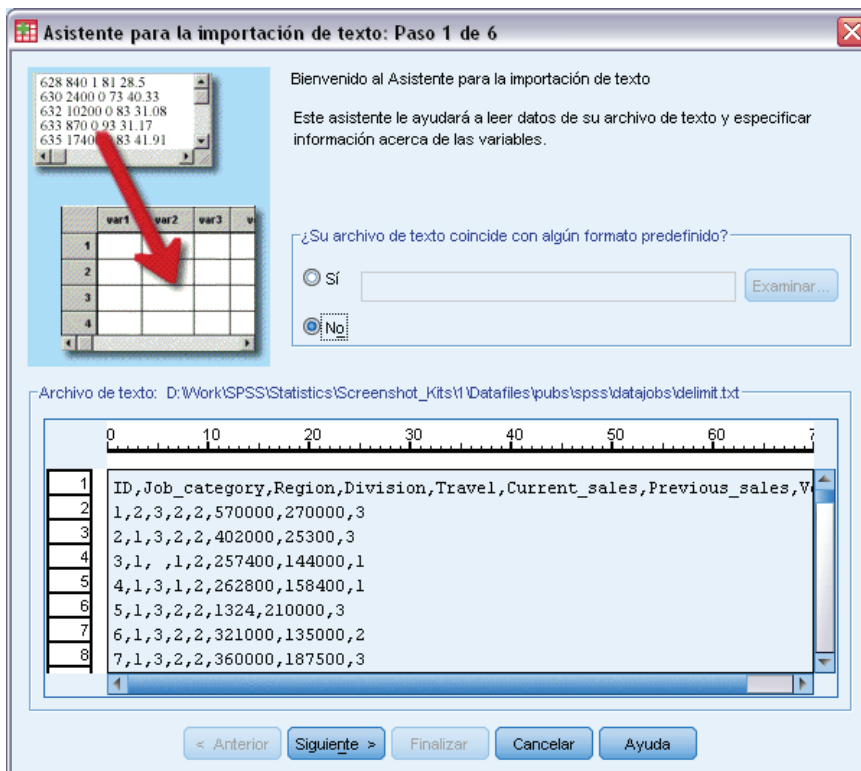 Asistente para la importación de texto: Paso 1 de 6
628 840 1 81 28.5
630 2400 0 73 40.33
632 10200 0 83 31.08
633 870 0 93 31.17
635 1740 83 41.91
var1 var2 var3 v
1
2
3
4
Bienvenido al Asistente para la importación de texto
Este asistente le ayudará a leer datos de su archivo de texto y especificar
información acerca de las variables.
¿Su archivo de texto coincide con algún formato predefinido?
Sí
Examinar...
No
Archivo de texto: D:\Work\SPSS\Statistics\Screenshot_Kits\1\Datafiles\pubs\spss\datajobs\delimit.txt
0 10 20 30 40 50 60 7
1 ID,Job_category,Region,Division,Travel,Current_sales,Previous_sales,V
2 1,2,3,2,2,570000,270000,3
3 2,1,3,2,2,402000,25300,3
4 3,1, ,1,2,257400,144000,1
5 4,1,3,1,2,262800,158400,1
6 5,1,3,2,2,1324,210000,3
7 6,1,3,2,2,321000,135000,2
8 7,1,3,2,2,360000,187500,3
< Anterior Siguiente > Finalizar Cancelar Ayuda